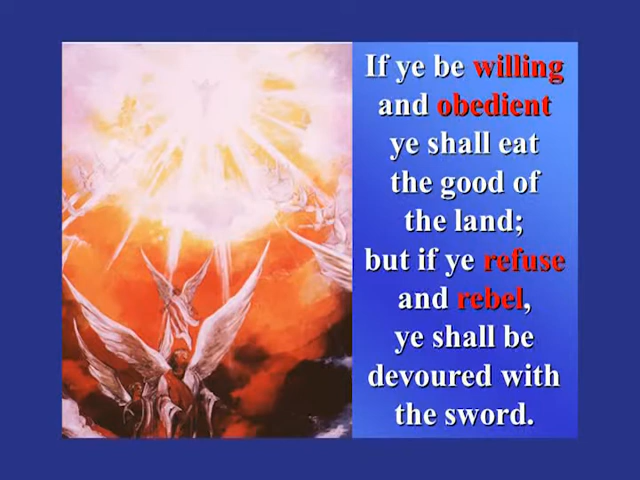 If ye be willing
and obedient
ye shall eat
the good of
the land;
but if ye refuse
and rebel,
ye shall be
devoured with
the sword.